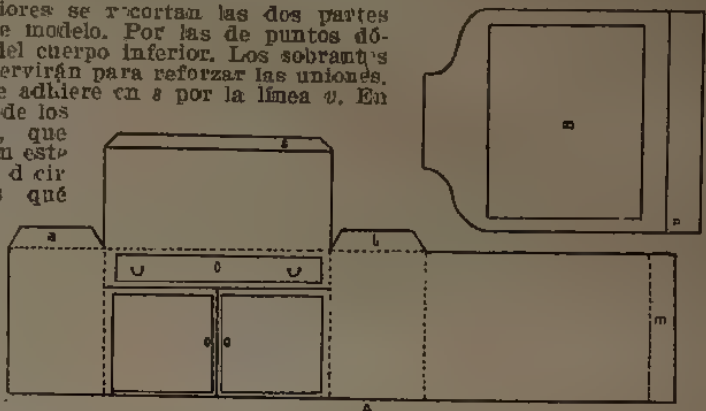 iores se recortan las dos partes
e modelo. Por las de puntos dó-
del cuerpo inferior. Los sobrantes
ervirán para reforzar las uniones.
e adhiere en s por la línea v. En
de los
, que
n este
d cir
s qué
s
B
a
b
P
m
A